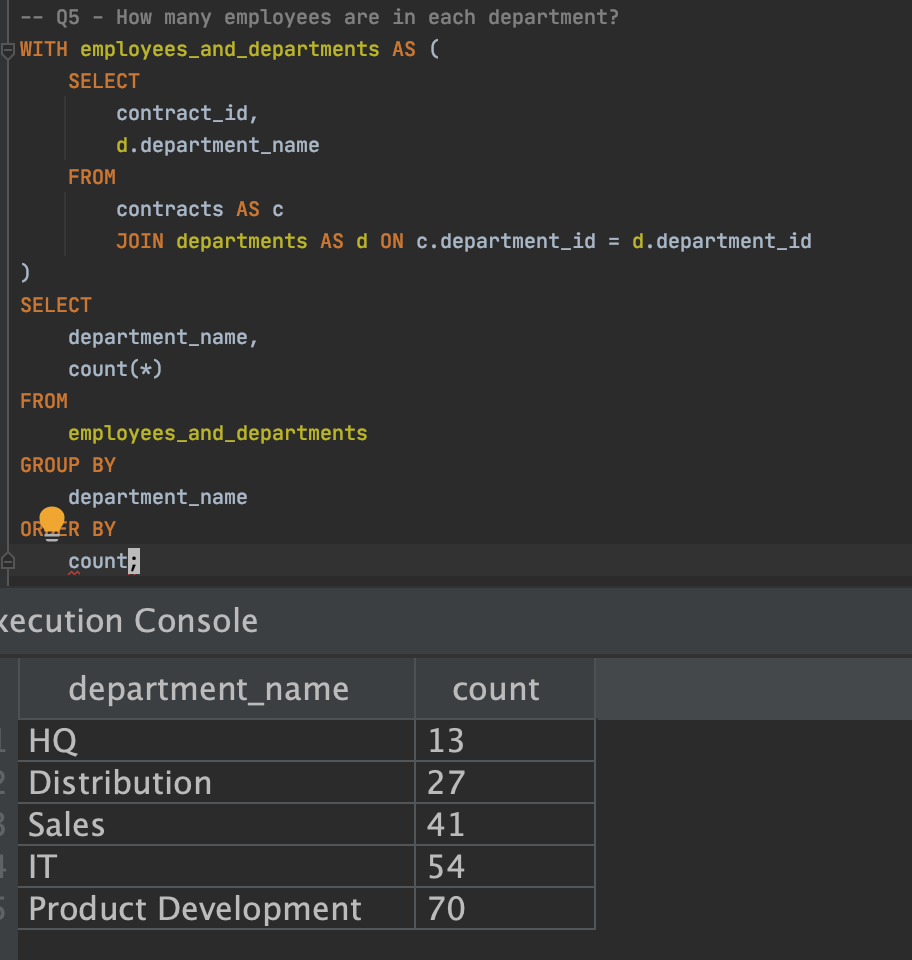 -- Q5 - How many employees are in each department?
WITH employees_and_departments AS (
    SELECT
        contract_id,
        d.department_name
    FROM
        contracts AS c
        JOIN departments AS d ON c.department_id = d.department_id
)
SELECT
    department_name,
    count(*)
FROM
    employees_and_departments
GROUP BY
    department_name
ORDER BY
    count;
xecution Console
department_name count
1 HQ 13
2 Distribution 27
3 Sales 41
4 IT 54
5 Product Development 70